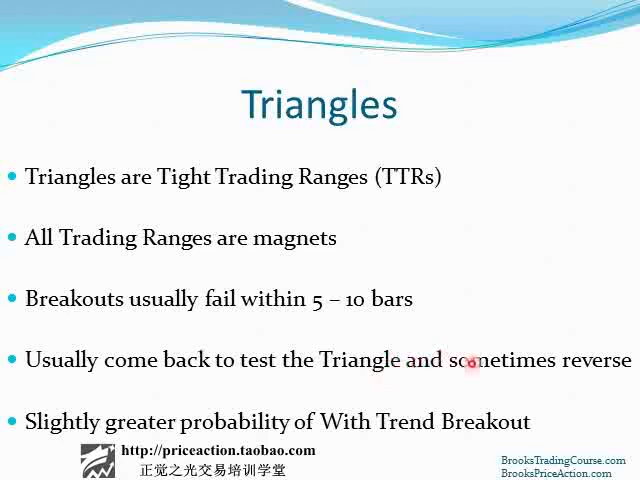 Triangles
Triangles are Tight Trading Ranges (TTRs)
All Trading Ranges are magnets
Breakouts usually fail within 5 – 10 bars
Usually come back to test the Triangle and sometimes reverse
Slightly greater probability of With Trend Breakout
http://priceaction.taobao.com
正觉之光交易培训学堂
BrooksTradingCourse.com
BrooksPriceAction.com